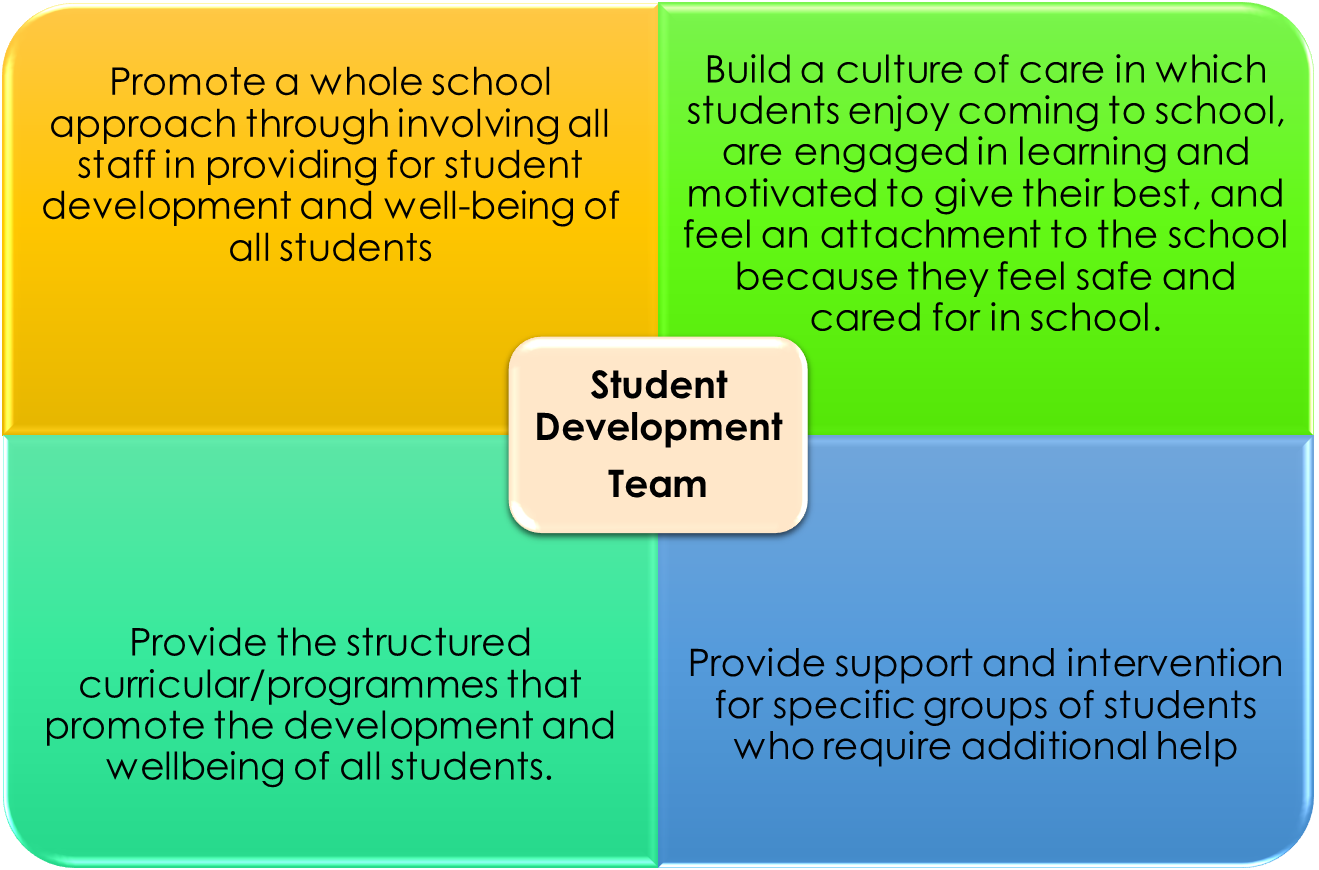 Promote a whole school
approach through involving all
staff in providing for student
development and well-being of
all students
Build a culture of care in which
students enjoy coming to school,
are engaged in learning and
motivated to give their best, and
feel an attachment to the school
because they feel safe and
cared for in school.
Student
Development
Team
Provide the structured
curricular/programmes that
promote the development and
wellbeing of all students.
Provide support and intervention
for specific groups of students
who require additional help